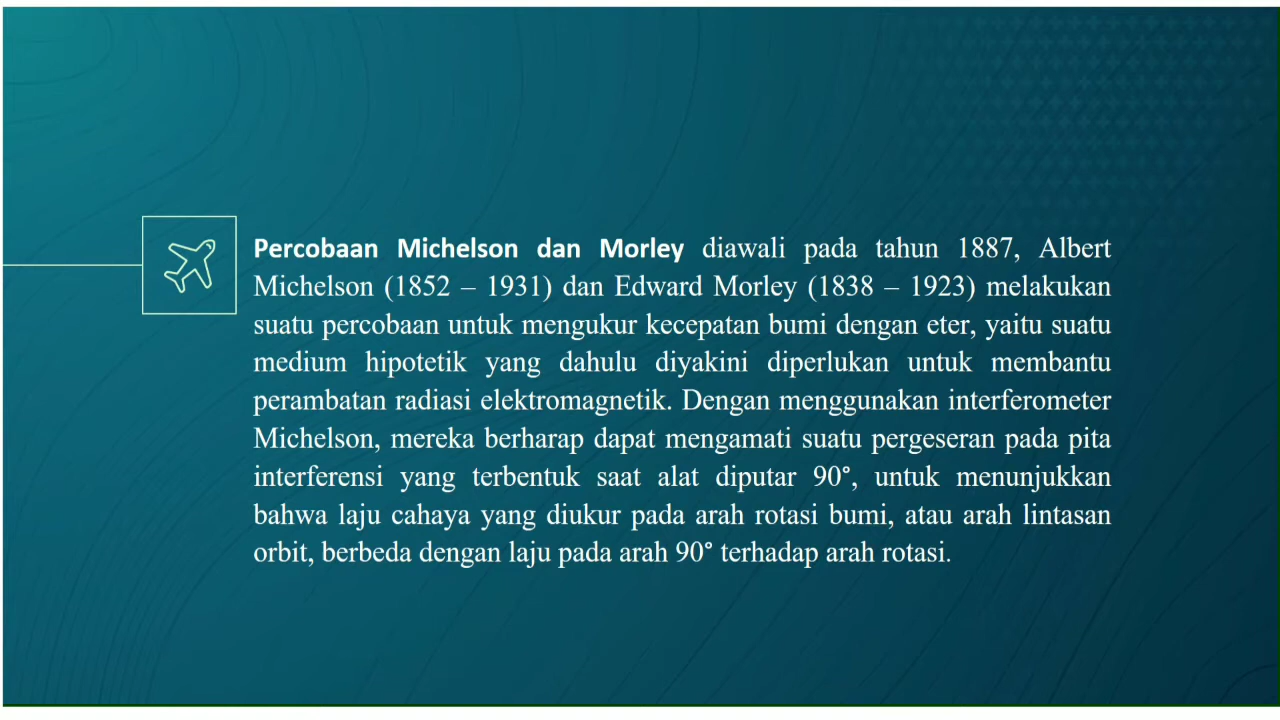 Percobaan Michelson dan Morley diawali pada tahun 1887, Albert
Michelson (1852 – 1931) dan Edward Morley (1838 – 1923) melakukan
suatu percobaan untuk mengukur kecepatan bumi dengan eter, yaitu suatu
medium hipotetik yang dahulu diyakini diperlukan untuk membantu
perambatan radiasi elektromagnetik. Dengan menggunakan interferometer
Michelson, mereka berharap dapat mengamati suatu pergeseran pada pita
interferensi yang terbentuk saat alat diputar 90°, untuk menunjukkan
bahwa laju cahaya yang diukur pada arah rotasi bumi, atau arah lintasan
orbit, berbeda dengan laju pada arah 90° terhadap arah rotasi.